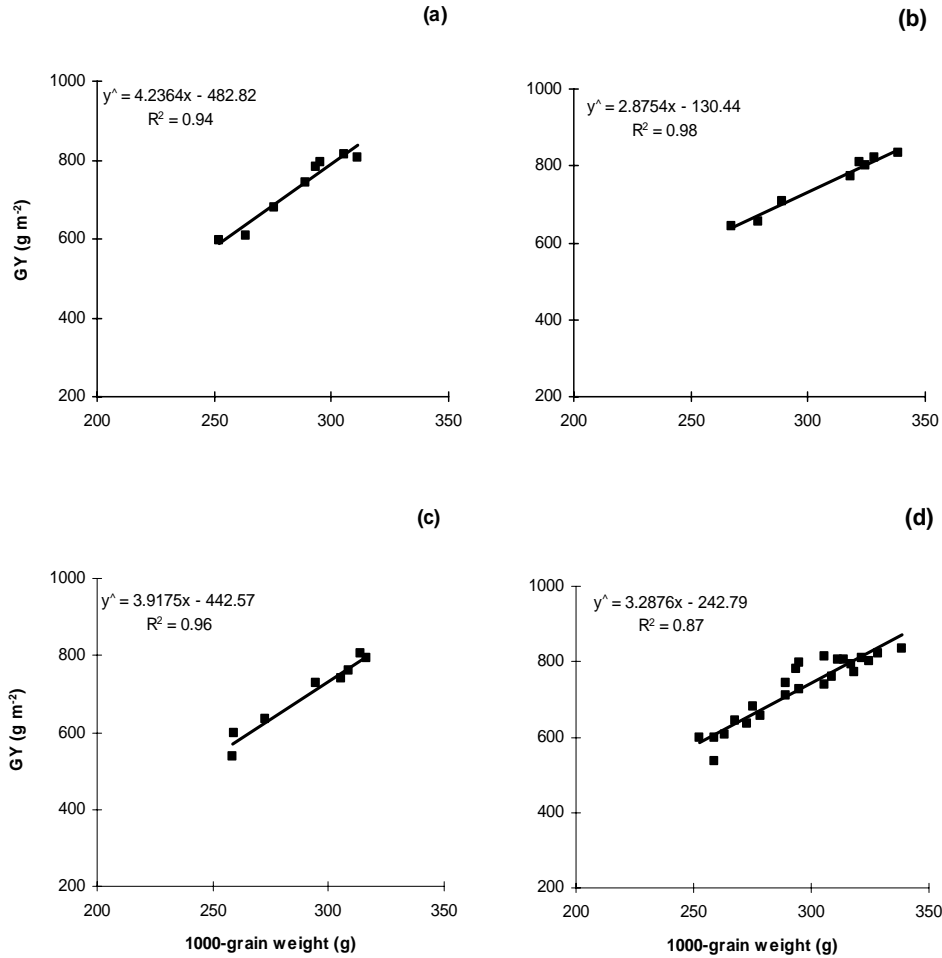 (a)
y^ = 4.2364x - 482.82
R² = 0.94
1000
800
600
400
200
200 250 300 350
GY (g m⁻²)
(b)
y^ = 2.8754x - 130.44
R² = 0.98
1000
800
600
400
200
200 250 300 350
(c)
y^ = 3.9175x - 442.57
R² = 0.96
1000
800
600
400
200
200 250 300 350
GY (g m⁻²)
1000-grain weight (g)
(d)
y^ = 3.2876x - 242.79
R² = 0.87
1000
800
600
400
200
200 250 300 350
1000-grain weight (g)